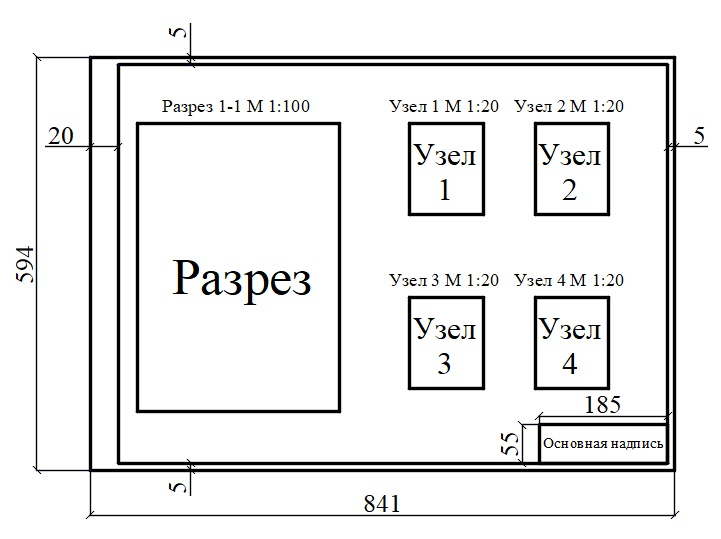 5
Разрез 1-1 М 1:100
Узел 1 М 1:20
Узел 2 М 1:20
20
5
Узел
1
Узел
2
594
Разрез
Узел 3 М 1:20
Узел 4 М 1:20
Узел
3
Узел
4
185
55
Основная надпись
5
841